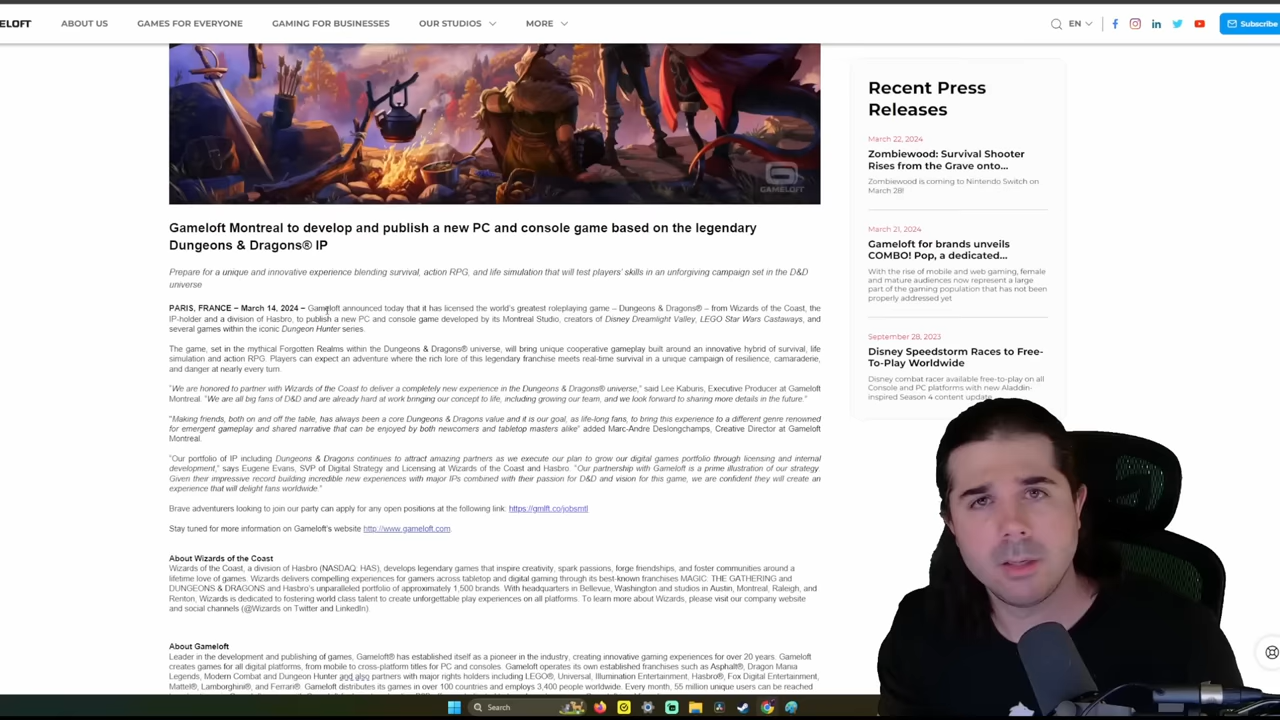 ELOFT
ABOUT US
GAMES FOR EVERYONE
GAMING FOR BUSINESSES
OUR STUDIOS
MORE
EN
Subscribe
GAMELOFT
Gameloft Montreal to develop and publish a new PC and console game based on the legendary
Dungeons & Dragons® IP
Prepare for a unique and innovative experience blending survival, action RPG, and life simulation that will test players' skills in an unforgiving campaign set in the D&D
universe
PARIS, FRANCE – March 14, 2024 – Gameloft announced today that it has licensed the world's greatest roleplaying game – Dungeons & Dragons® – from Wizards of the Coast, the
IP-holder and a division of Hasbro, to publish a new PC and console game developed by its Montreal Studio, creators of Disney Dreamlight Valley, LEGO Star Wars Castaways, and
several games within the iconic Dungeon Hunter series.
The game, set in the mythical Forgotten Realms within the Dungeons & Dragons® universe, will bring unique cooperative gameplay built around an innovative hybrid of survival, life
simulation and action RPG. Players can expect an adventure where the rich lore of this legendary franchise meets real-time survival in a unique campaign of resilience, camaraderie,
and danger at nearly every turn.
"We are honored to partner with Wizards of the Coast to deliver a completely new experience in the Dungeons & Dragons® universe," said Lee Kabuns, Executive Producer at Gameloft
Montreal. "We are all big fans of D&D and are already hard at work bringing our concept to life, including growing our team, and we look forward to sharing more details in the future."
"Making friends, both on and off the table, has always been a core Dungeons & Dragons value and it is our goal, as life-long fans, to bring this experience to a different genre renowned
for emergent gameplay and shared narrative that can be enjoyed by both newcomers and tabletop masters alike" added Marc-Andre Deslongchamps, Creative Director at Gameloft
Montreal.
"Our portfolio of IP including Dungeons & Dragons continues to attract amazing partners as we execute our plan to grow our digital games portfolio through licensing and internal
development," says Eugene Evans, SVP of Digital Strategy and Licensing at Wizards of the Coast and Hasbro. "Our partnership with Gameloft is a prime illustration of our strategy.
Given their impressive record building incredible new experiences with major IPs combined with their passion for D&D and vision for this game, we are confident they will create an
experience that will delight fans worldwide."
Brave adventurers looking to join our party can apply for any open positions at the following link: https://gmlft.co/jobsmtl
Stay tuned for more information on Gameloft's website http://www.gameloft.com.
About Wizards of the Coast
Wizards of the Coast, a division of Hasbro (NASDAQ: HAS), develops legendary games that inspire creativity, spark passions, forge friendships, and foster communities around a
lifetime love of games. Wizards delivers compelling experiences for gamers across tabletop and digital gaming through its best-known franchises MAGIC: THE GATHERING and
DUNGEONS & DRAGONS and Hasbro's unparalleled portfolio of approximately 1,500 brands. With headquarters in Bellevue, Washington and studios in Austin, Montreal, Raleigh, and
Renton, Wizards is dedicated to fostering world class talent to create unforgettable play experiences on all platforms. To learn more about Wizards, please visit our company website
and social channels (@Wizards on Twitter and LinkedIn).
About Gameloft
Leader in the development and publishing of games, Gameloft® has established itself as a pioneer in the industry, creating innovating gaming experiences for over 20 years. Gameloft
creates games for all digital platforms, from mobile to cross-platform titles for PC and consoles. Gameloft operates its own established franchises such as Asphalt®, Dragon Mania
Legends, Modern Combat and Dungeon Hunter and also partners with major rights holders including LEGO®, Universal, Illumination Entertainment, Hasbro®, Fox Digital Entertainment,
Mattel®, Lamborghini®, and Ferrari®. Gameloft distributes its games in over 100 countries and employs 3,400 people worldwide. Every month, 55 million unique users can be reached
Recent Press
Releases
March 22, 2024
Zombiewood: Survival Shooter
Rises from the Grave onto...
Zombiewood is coming to Nintendo Switch on
March 28!
March 21, 2024
Gameloft for brands unveils
COMBO! Pop, a dedicated...
With the rise of mobile and web gaming, female
and mature audiences now represent a large
part of the gaming population that has not been
properly addressed yet
September 28, 2023
Disney Speedstorm Races to Free-
To-Play Worldwide
Disney combat racer available free-to-play on all
Console and PC platforms with new Aladdin-
inspired Season 4 content update
Search